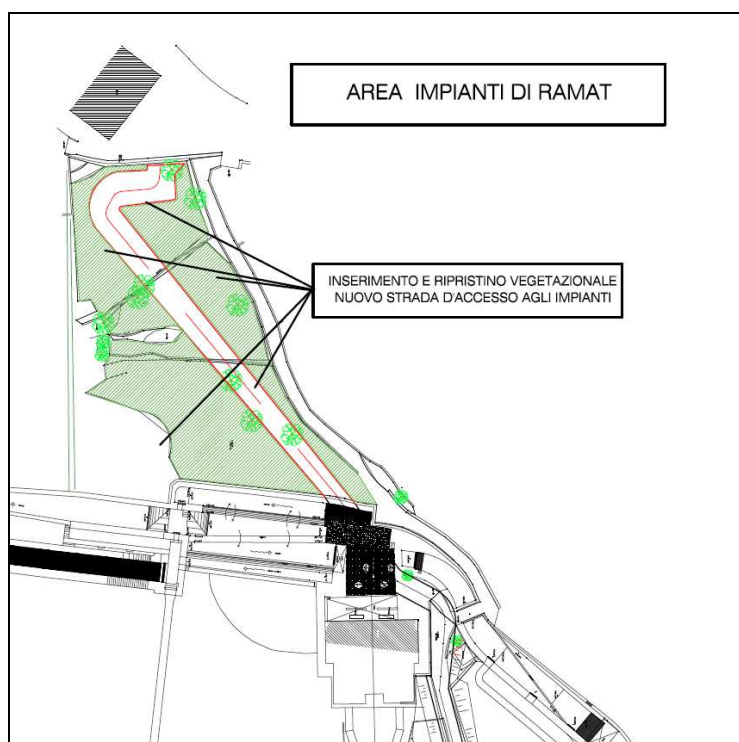 AREA IMPIANTI DI RAMAT
INSERIMENTO E RIPRISTINO VEGETAZIONALE
NUOVO STRADA D'ACCESSO AGLI IMPIANTI